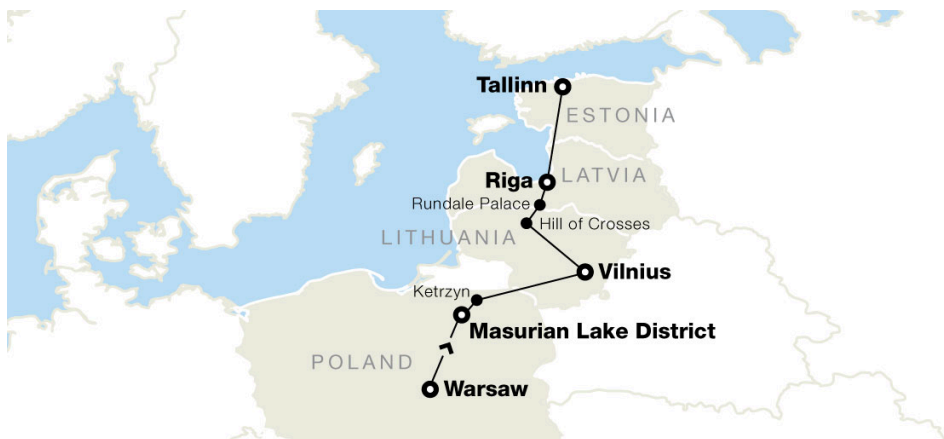 Tallinn
ESTONIA
Riga
LATVIA
Rundale Palace
Hill of Crosses
LITHUANIA
Vilnius
Ketrzyn
Masurian Lake District
POLAND
Warsaw